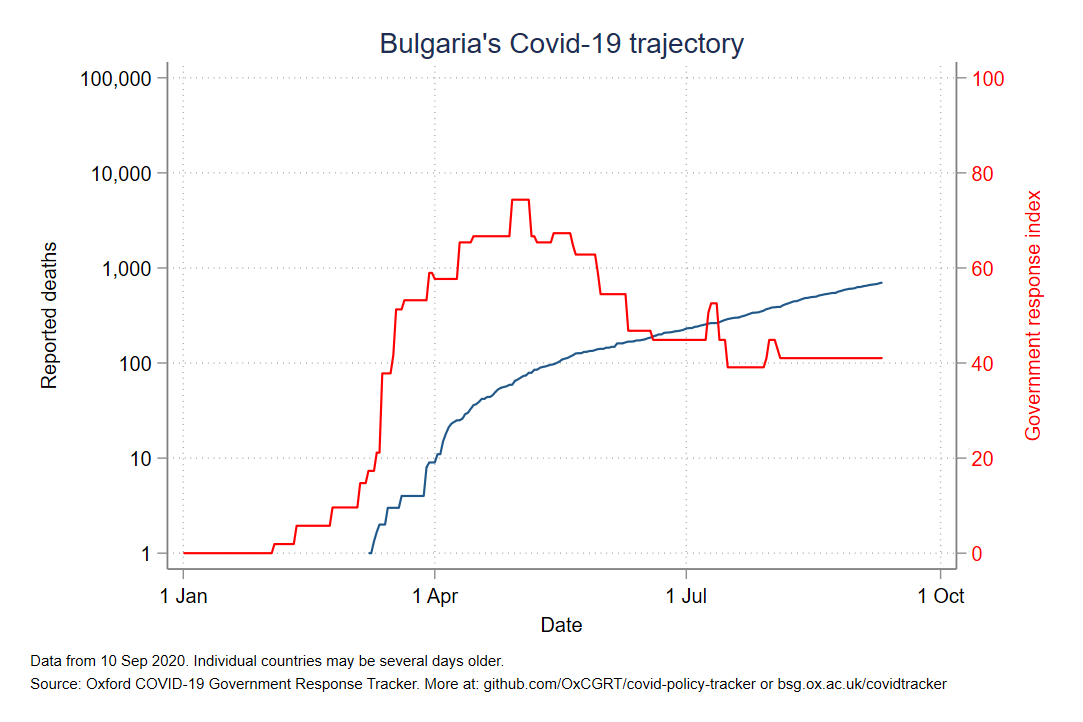 Bulgaria's Covid-19 trajectory
100,000
10,000
1,000
100
10
1
Reported deaths
100
80
60
40
20
0
Government response index
1 Jan
1 Apr
1 Jul
1 Oct
Date
Data from 10 Sep 2020. Individual countries may be several days older.
Source: Oxford COVID-19 Government Response Tracker. More at: github.com/OxCGRT/covid-policy-tracker or bsg.ox.ac.uk/covidtracker